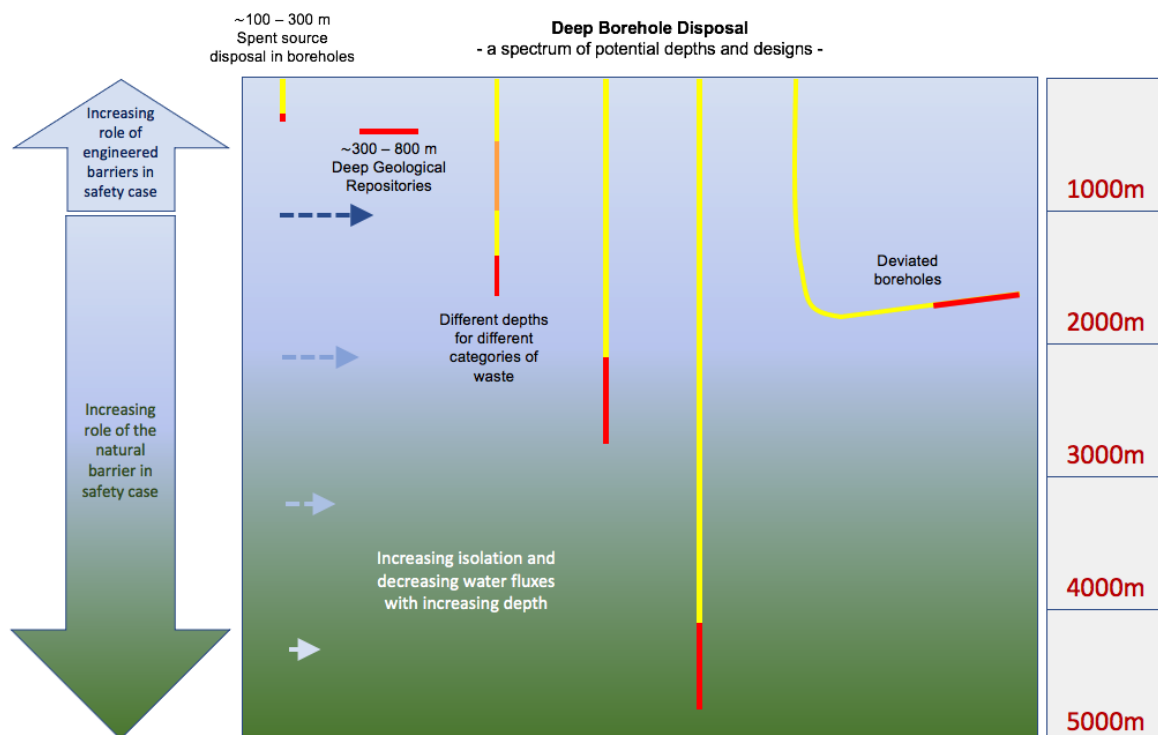 ~100 – 300 m
Spent source
disposal in boreholes
Deep Borehole Disposal
- a spectrum of potential depths and designs -
Increasing
role of
engineered
barriers in
safety case
~300 – 800 m
Deep Geological
Repositories
1000m
Deviated
boreholes
2000m
Different depths
for different
categories of
waste
Increasing
role of the
natural
barrier in
safety case
3000m
Increasing isolation and
decreasing water fluxes
with increasing depth
4000m
5000m